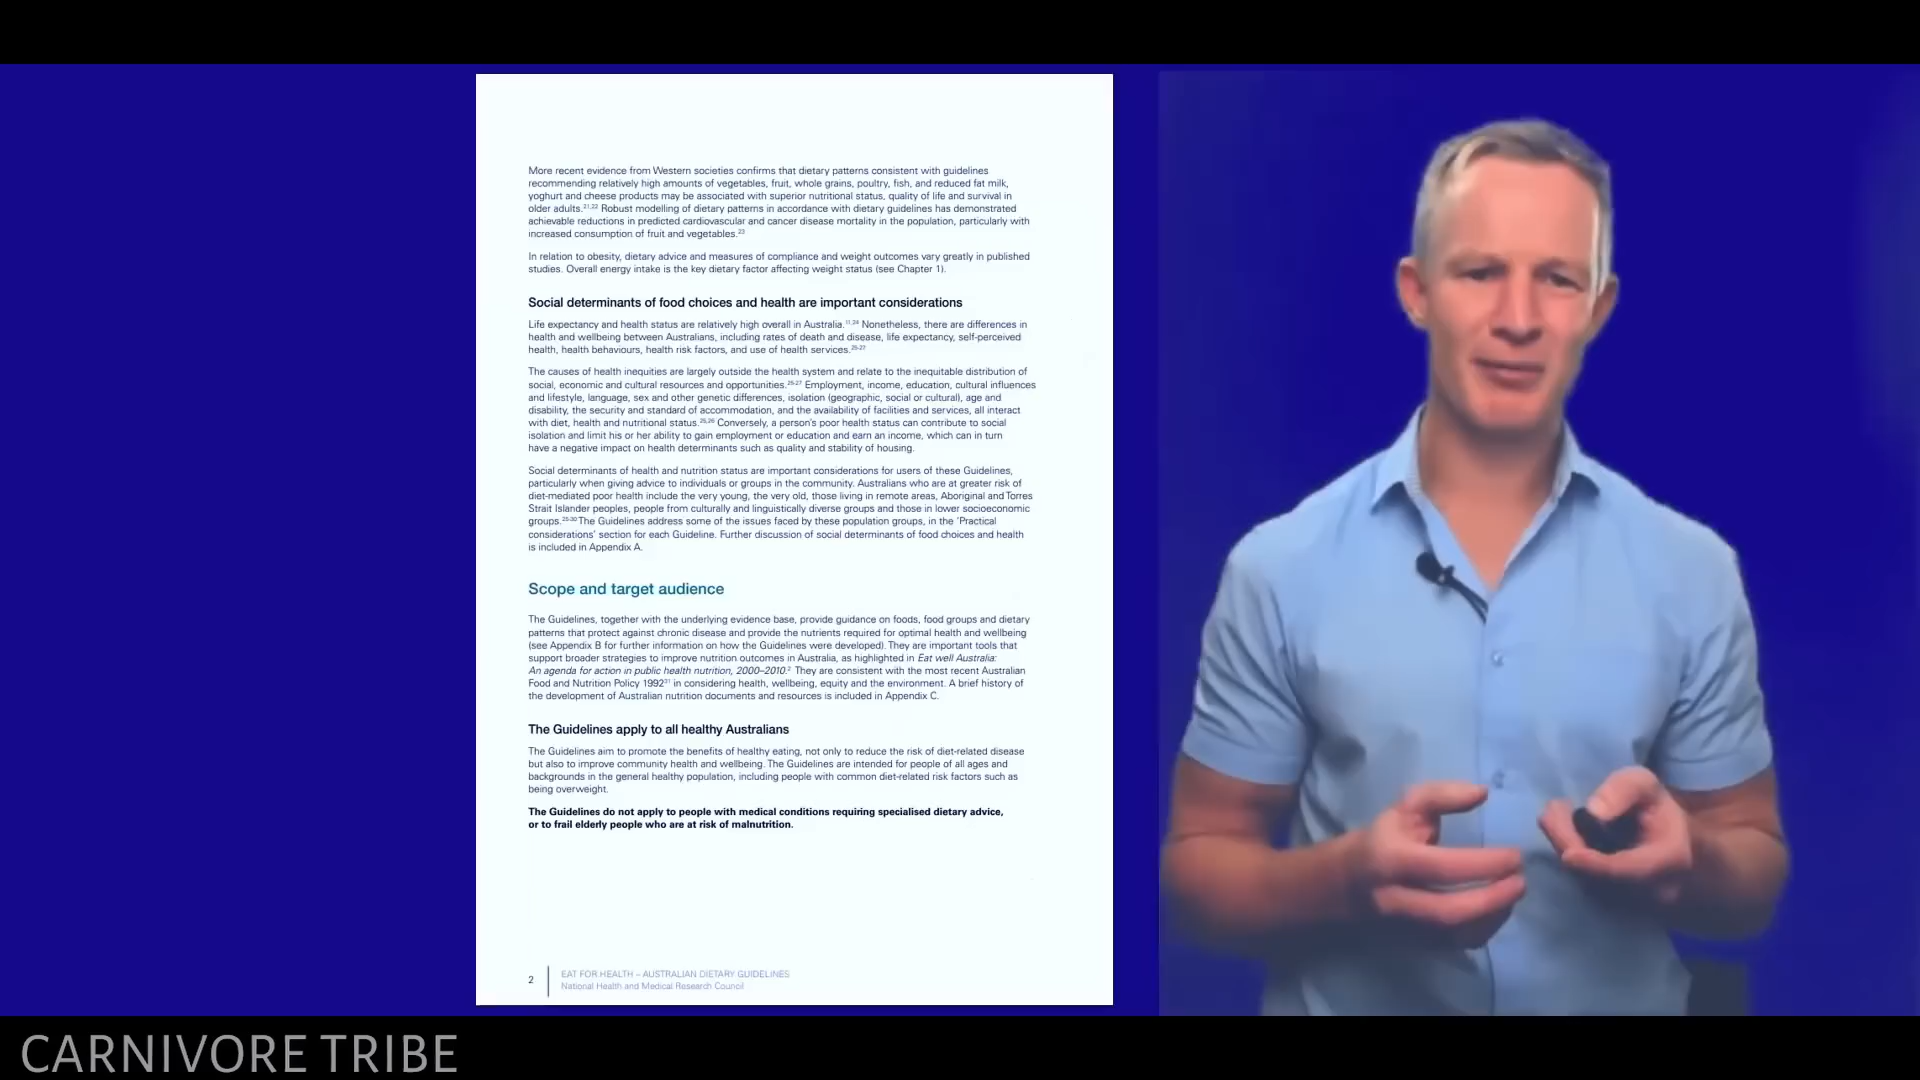 More recent evidence from Western societies confirms that dietary patterns consistent with guidelines
recommending relatively high amounts of vegetables, fruit, whole grains, poultry, fish, and reduced fat milk,
yoghurt and cheese products may be associated with superior nutritional status, quality of life and survival in
older adults.21,22 Robust modelling of dietary patterns in accordance with dietary guidelines has demonstrated
achievable reductions in predicted cardiovascular and cancer disease mortality in the population, particularly with
increased consumption of fruit and vegetables.23
In relation to obesity, dietary advice and measures of compliance and weight outcomes vary greatly in published
studies. Overall energy intake is the key dietary factor affecting weight status (see Chapter 1).
Social determinants of food choices and health are important considerations
Life expectancy and health status are relatively high overall in Australia.11,24 Nonetheless, there are differences in
health and wellbeing between Australians, including rates of death and disease, life expectancy, self-perceived
health, health behaviours, health risk factors, and use of health services.25-27
The causes of health inequities are largely outside the health system and relate to the inequitable distribution of
social, economic and cultural resources and opportunities.25-27 Employment, income, education, cultural influences
and lifestyle, language, sex and other genetic differences, isolation (geographic, social or cultural), age and
disability, the security and standard of accommodation, and the availability of facilities and services, all interact
with diet, health and nutritional status.25,26 Conversely, a person's poor health status can contribute to social
isolation and limit his or her ability to gain employment or education and earn an income, which can in turn
have a negative impact on health determinants such as quality and stability of housing.
Social determinants of health and nutrition status are important considerations for users of these Guidelines,
particularly when giving advice to individuals or groups in the community. Australians who are at greater risk of
diet-mediated poor health include the very young, the very old, those living in remote areas, Aboriginal and Torres
Strait Islander peoples, people from culturally and linguistically diverse groups and those in lower socioeconomic
groups.25-30 The Guidelines address some of the issues faced by these population groups, in the 'Practical
considerations' section for each Guideline. Further discussion of social determinants of food choices and health
is included in Appendix A.
Scope and target audience
The Guidelines, together with the underlying evidence base, provide guidance on foods, food groups and dietary
patterns that protect against chronic disease and provide the nutrients required for optimal health and wellbeing
(see Appendix B for further information on how the Guidelines were developed). They are important tools that
support broader strategies to improve nutrition outcomes in Australia, as highlighted in Eat well Australia:
An agenda for action in public health nutrition, 2000–2010.2 They are consistent with the most recent Australian
Food and Nutrition Policy 199231 in considering health, wellbeing, equity and the environment. A brief history of
the development of Australian nutrition documents and resources is included in Appendix C.
The Guidelines apply to all healthy Australians
The Guidelines aim to promote the benefits of healthy eating, not only to reduce the risk of diet-related disease
but also to improve community health and wellbeing. The Guidelines are intended for people of all ages and
backgrounds in the general healthy population, including people with common diet-related risk factors such as
being overweight.
The Guidelines do not apply to people with medical conditions requiring specialised dietary advice,
or to frail elderly people who are at risk of malnutrition.
2
EAT FOR HEALTH – AUSTRALIAN DIETARY GUIDELINES
National Health and Medical Research Council
CARNIVORE TRIBE